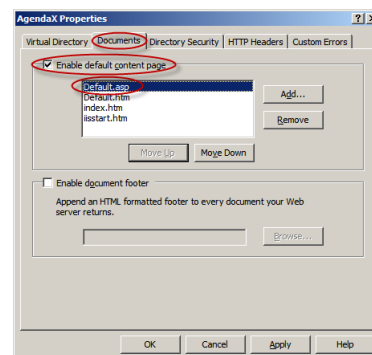 AgendaX Properties
Virtual Directory Documents Directory Security HTTP Headers Custom Errors
Enable default content page
Default.asp
Default.htm
index.htm
iisstart.htm
Add...
Remove
Move Up Move Down
Enable document footer
Append an HTML formatted footer to every document your Web
server returns.
Browse...
OK Cancel Apply Help